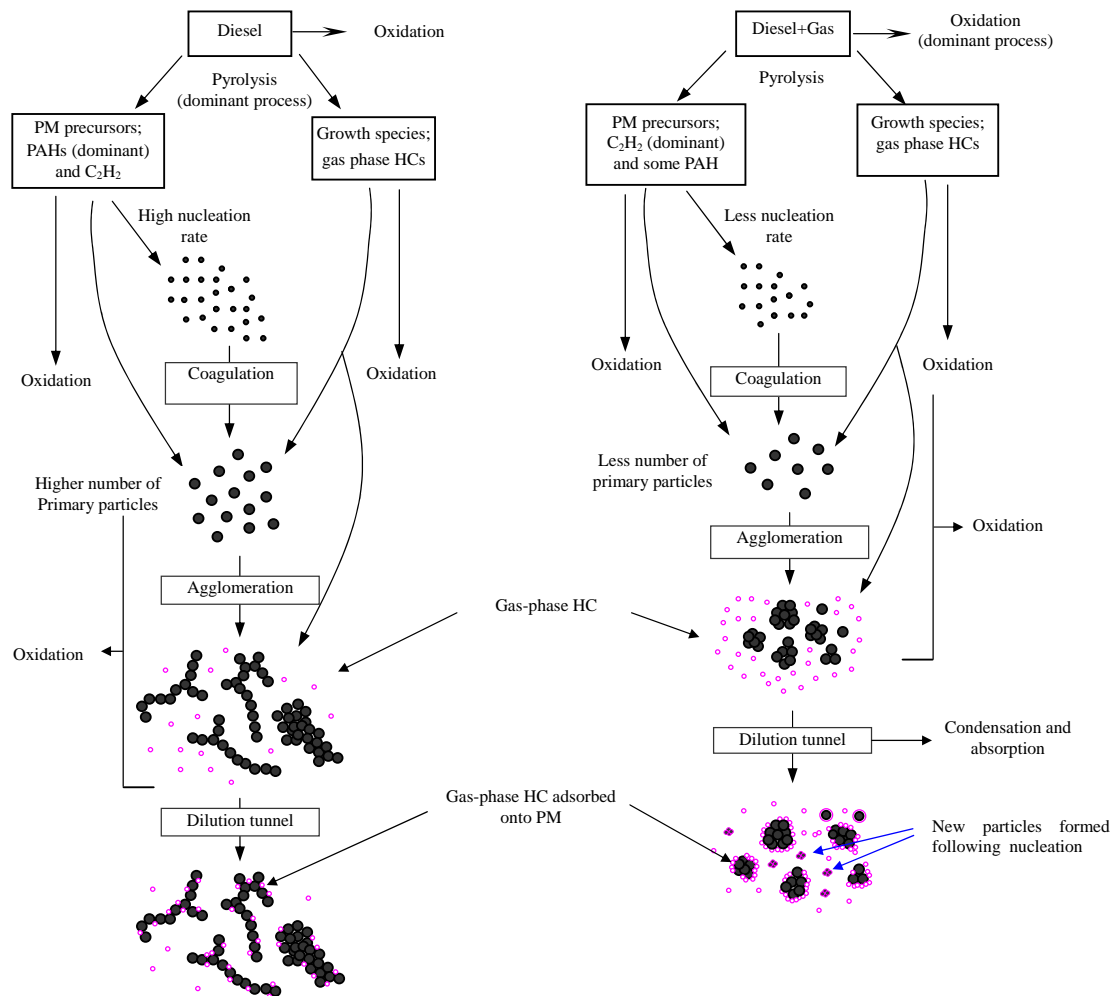 Diesel
Oxidation
Pyrolysis
(dominant process)
PM precursors;
PAHs (dominant)
and C₂H₂
Growth species;
gas phase HCs
High nucleation
rate
Oxidation
Coagulation
Oxidation
Higher number of
Primary particles
Agglomeration
Oxidation
Dilution tunnel
Gas-phase HC
Gas-phase HC adsorbed
onto PM
Diesel+Gas
Oxidation
(dominant process)
Pyrolysis
PM precursors;
C₂H₂ (dominant)
and some PAH
Growth species;
gas phase HCs
Less nucleation
rate
Oxidation
Coagulation
Oxidation
Less number of
primary particles
Agglomeration
Oxidation
Dilution tunnel
Condensation and
absorption
New particles formed
following nucleation